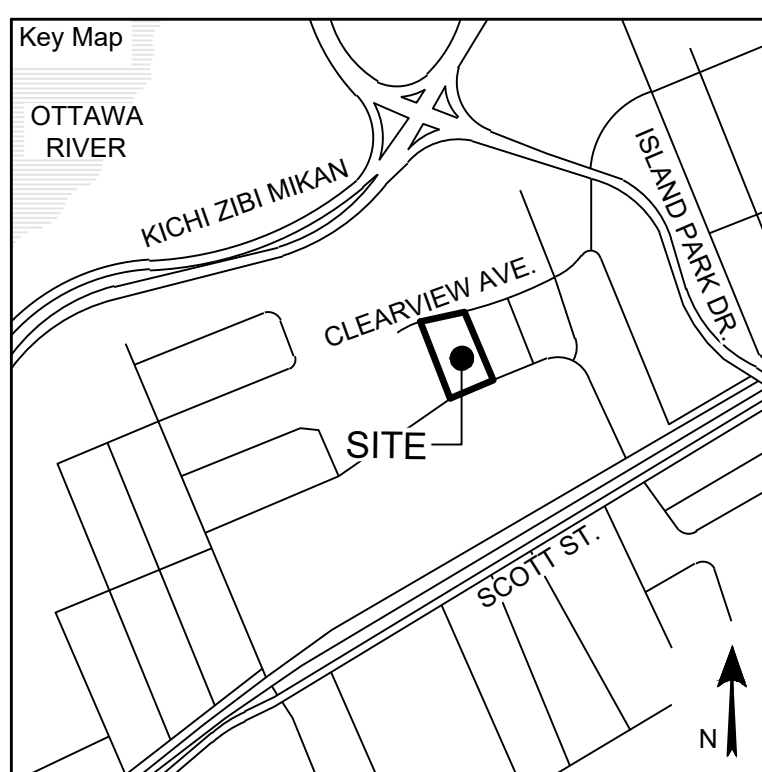 Key Map
OTTAWA
RIVER
KICHI ZIBI MIKAN
ISLAND PARK DR.
CLEARVIEW AVE.
SITE
SCOTT ST.
N